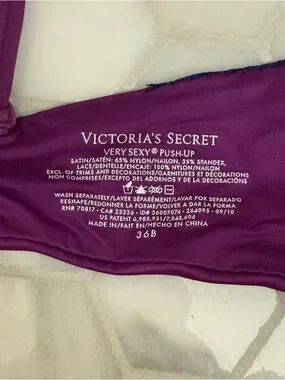 VICTORIA'S SECRET
VERY SEXY® PUSH-UP
SATIN/SATÉN: 65% NYLON/NAILON, 35% SPANDEX,
LACE/DENTELLE/ENCAJE: 100% NYLON/NAILON
EXCL. OF TRIMS AND DECORATIONS/GARNITURES ET DÉCORATIONS
NON COMPRISES/EXCEPTO DEL ADORNOS Y DE LA DECORACIÓNS
WASH SEPARATELY/LAVER SÉPARÉMENT/LAVAR POR SEPARADO
RESHAPE/REDONNER LA FORME/VOLVER A DAR LA FORMA
RN# 70817 - CA# 23226 - ID# 36007074 - 264095 - 09/10
US PATENT 6,988,931/7,048,606
MADE IN/FAIT EN/HECHO EN CHINA
36B